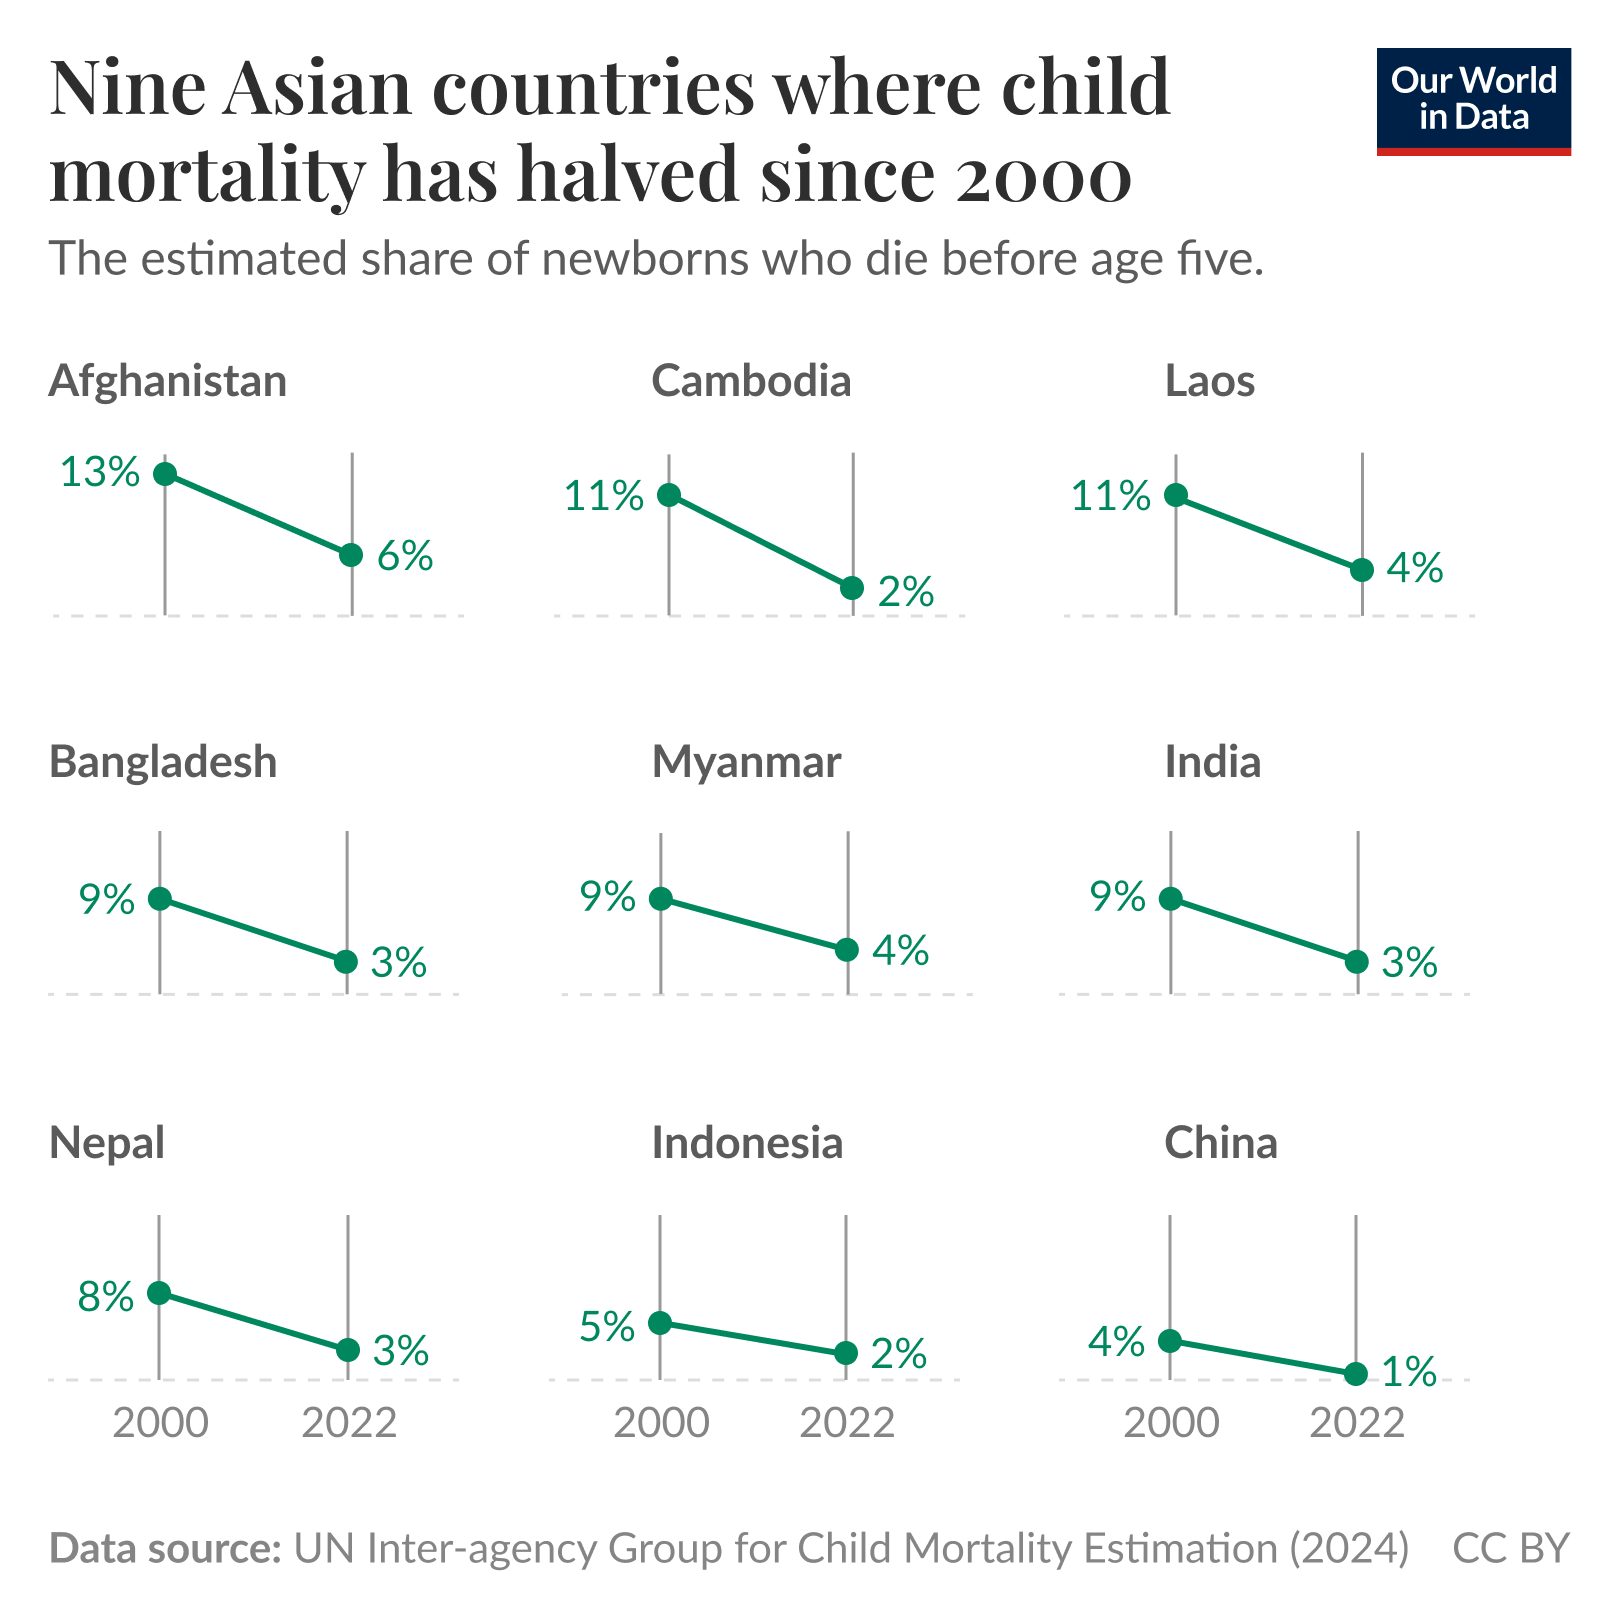 Nine Asian countries where child
mortality has halved since 2000
Our World
in Data
The estimated share of newborns who die before age five.
Afghanistan
13%
6%
Cambodia
11%
2%
Laos
11%
4%
Bangladesh
9%
3%
Myanmar
9%
4%
India
9%
3%
Nepal
8%
3%
2000 2022
Indonesia
5%
2%
2000 2022
China
4%
1%
2000 2022
Data source: UN Inter-agency Group for Child Mortality Estimation (2024) CC BY